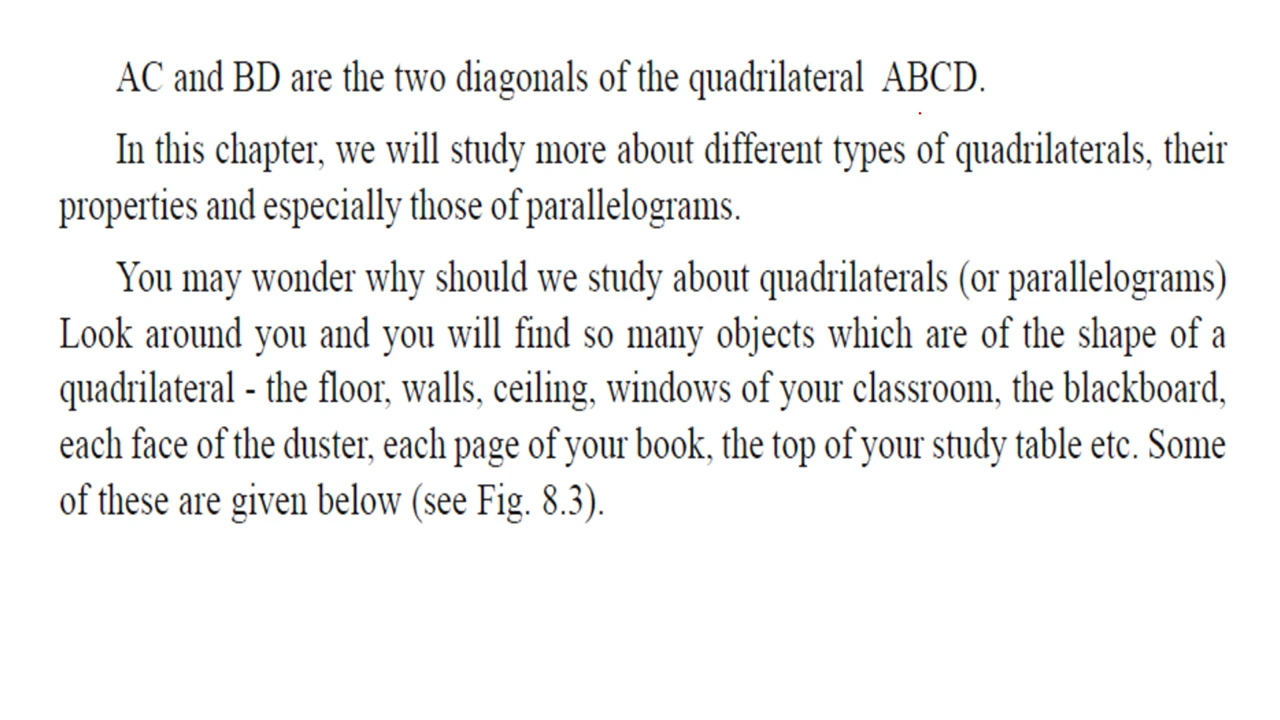 AC and BD are the two diagonals of the quadrilateral ABCD.
In this chapter, we will study more about different types of quadrilaterals, their
properties and especially those of parallelograms.
You may wonder why should we study about quadrilaterals (or parallelograms)
Look around you and you will find so many objects which are of the shape of a
quadrilateral - the floor, walls, ceiling, windows of your classroom, the blackboard,
each face of the duster, each page of your book, the top of your study table etc. Some
of these are given below (see Fig. 8.3).